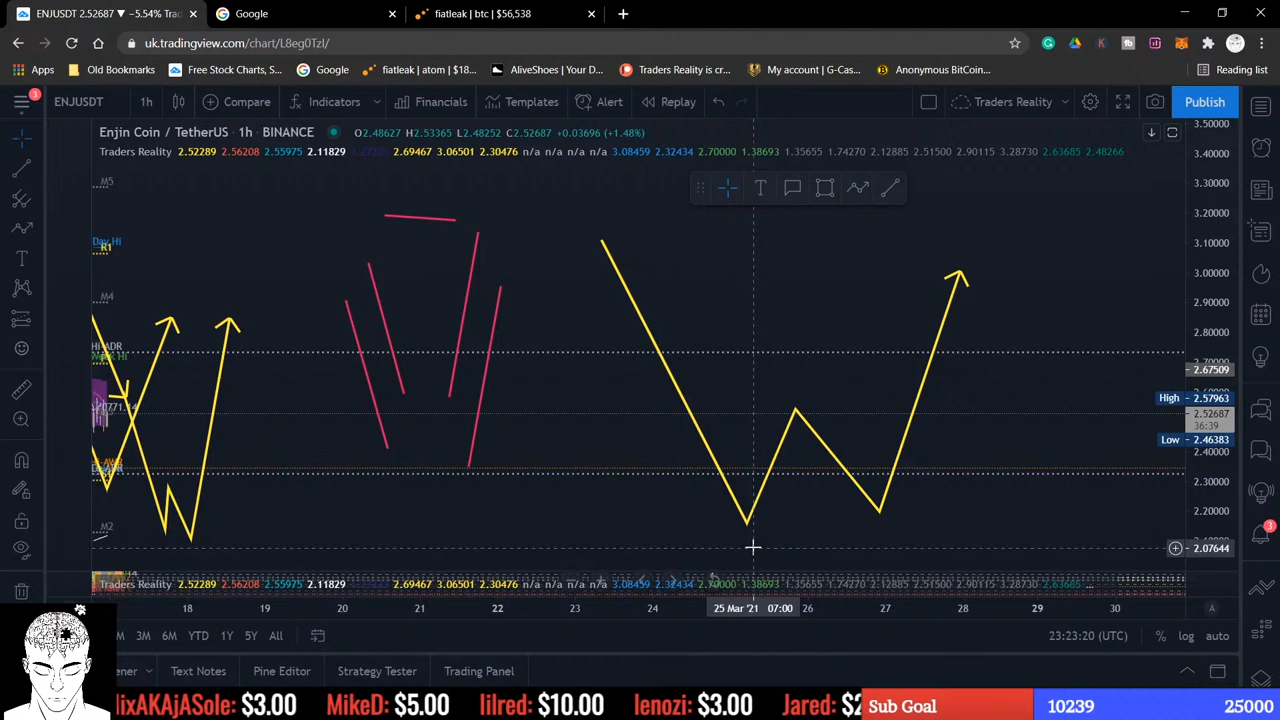 ENJUSDT 2.52687 ▼ −5.54% Trad
Google
fiatleak | btc | $56,538
uk.tradingview.com/chart/L8eg0TzI/
Apps
Old Bookmarks
Free Stock Charts, S...
Google
fiatleak | atom | $18...
AliveShoes | Your D...
Traders Reality is cr...
My account | G-Cas...
Anonymous BitCoin...
Reading list
3
ENJUSDT
1h
Compare
Indicators
Financials
Templates
Alert
Replay
Traders Reality
Publish
Enjin Coin / TetherUS · 1h · BINANCE
O2.48627 H2.53365 L2.48252 C2.52687 +0.03696 (+1.48%)
Traders Reality 2.52289 2.56208 2.55975 2.11829 2.69467 3.06501 2.30476 n/a n/a n/a n/a 3.08459 2.32434 2.70000 1.38693 1.35655 1.74270 2.12885 2.51500 2.90115 3.28730 2.63685 2.48266
M5
Day Hi
R1
M4
Hi-ADR
M2
3.50000
3.40000
3.30000
3.20000
3.10000
3.00000
2.90000
2.80000
2.67509
High 2.57963
2.52687
36:39
Low 2.46383
2.40000
2.30000
2.20000
2.07644
3
Traders Reality 2.52289 2.56208 2.55975 2.11829 2.69467 3.06501 2.30476 n/a n/a n/a n/a 3.08459 2.32434 2.70000 1.38693 1.35655 1.74270 2.12885 2.51500 2.90115 3.28730 2.63685 ...
18 19 20 21 22 23 24 25 Mar '21 07:00 26 27 28 29 30
A
M 3M 6M YTD 1Y 5Y All
23:23:20 (UTC)
% log auto
ener
Text Notes
Pine Editor
Strategy Tester
Trading Panel
lixAKAjASole: $3.00 MikeD: $5.00 lilred: $10.00 lenozi: $3.00 Jared: $2
Sub Goal 10239 25000